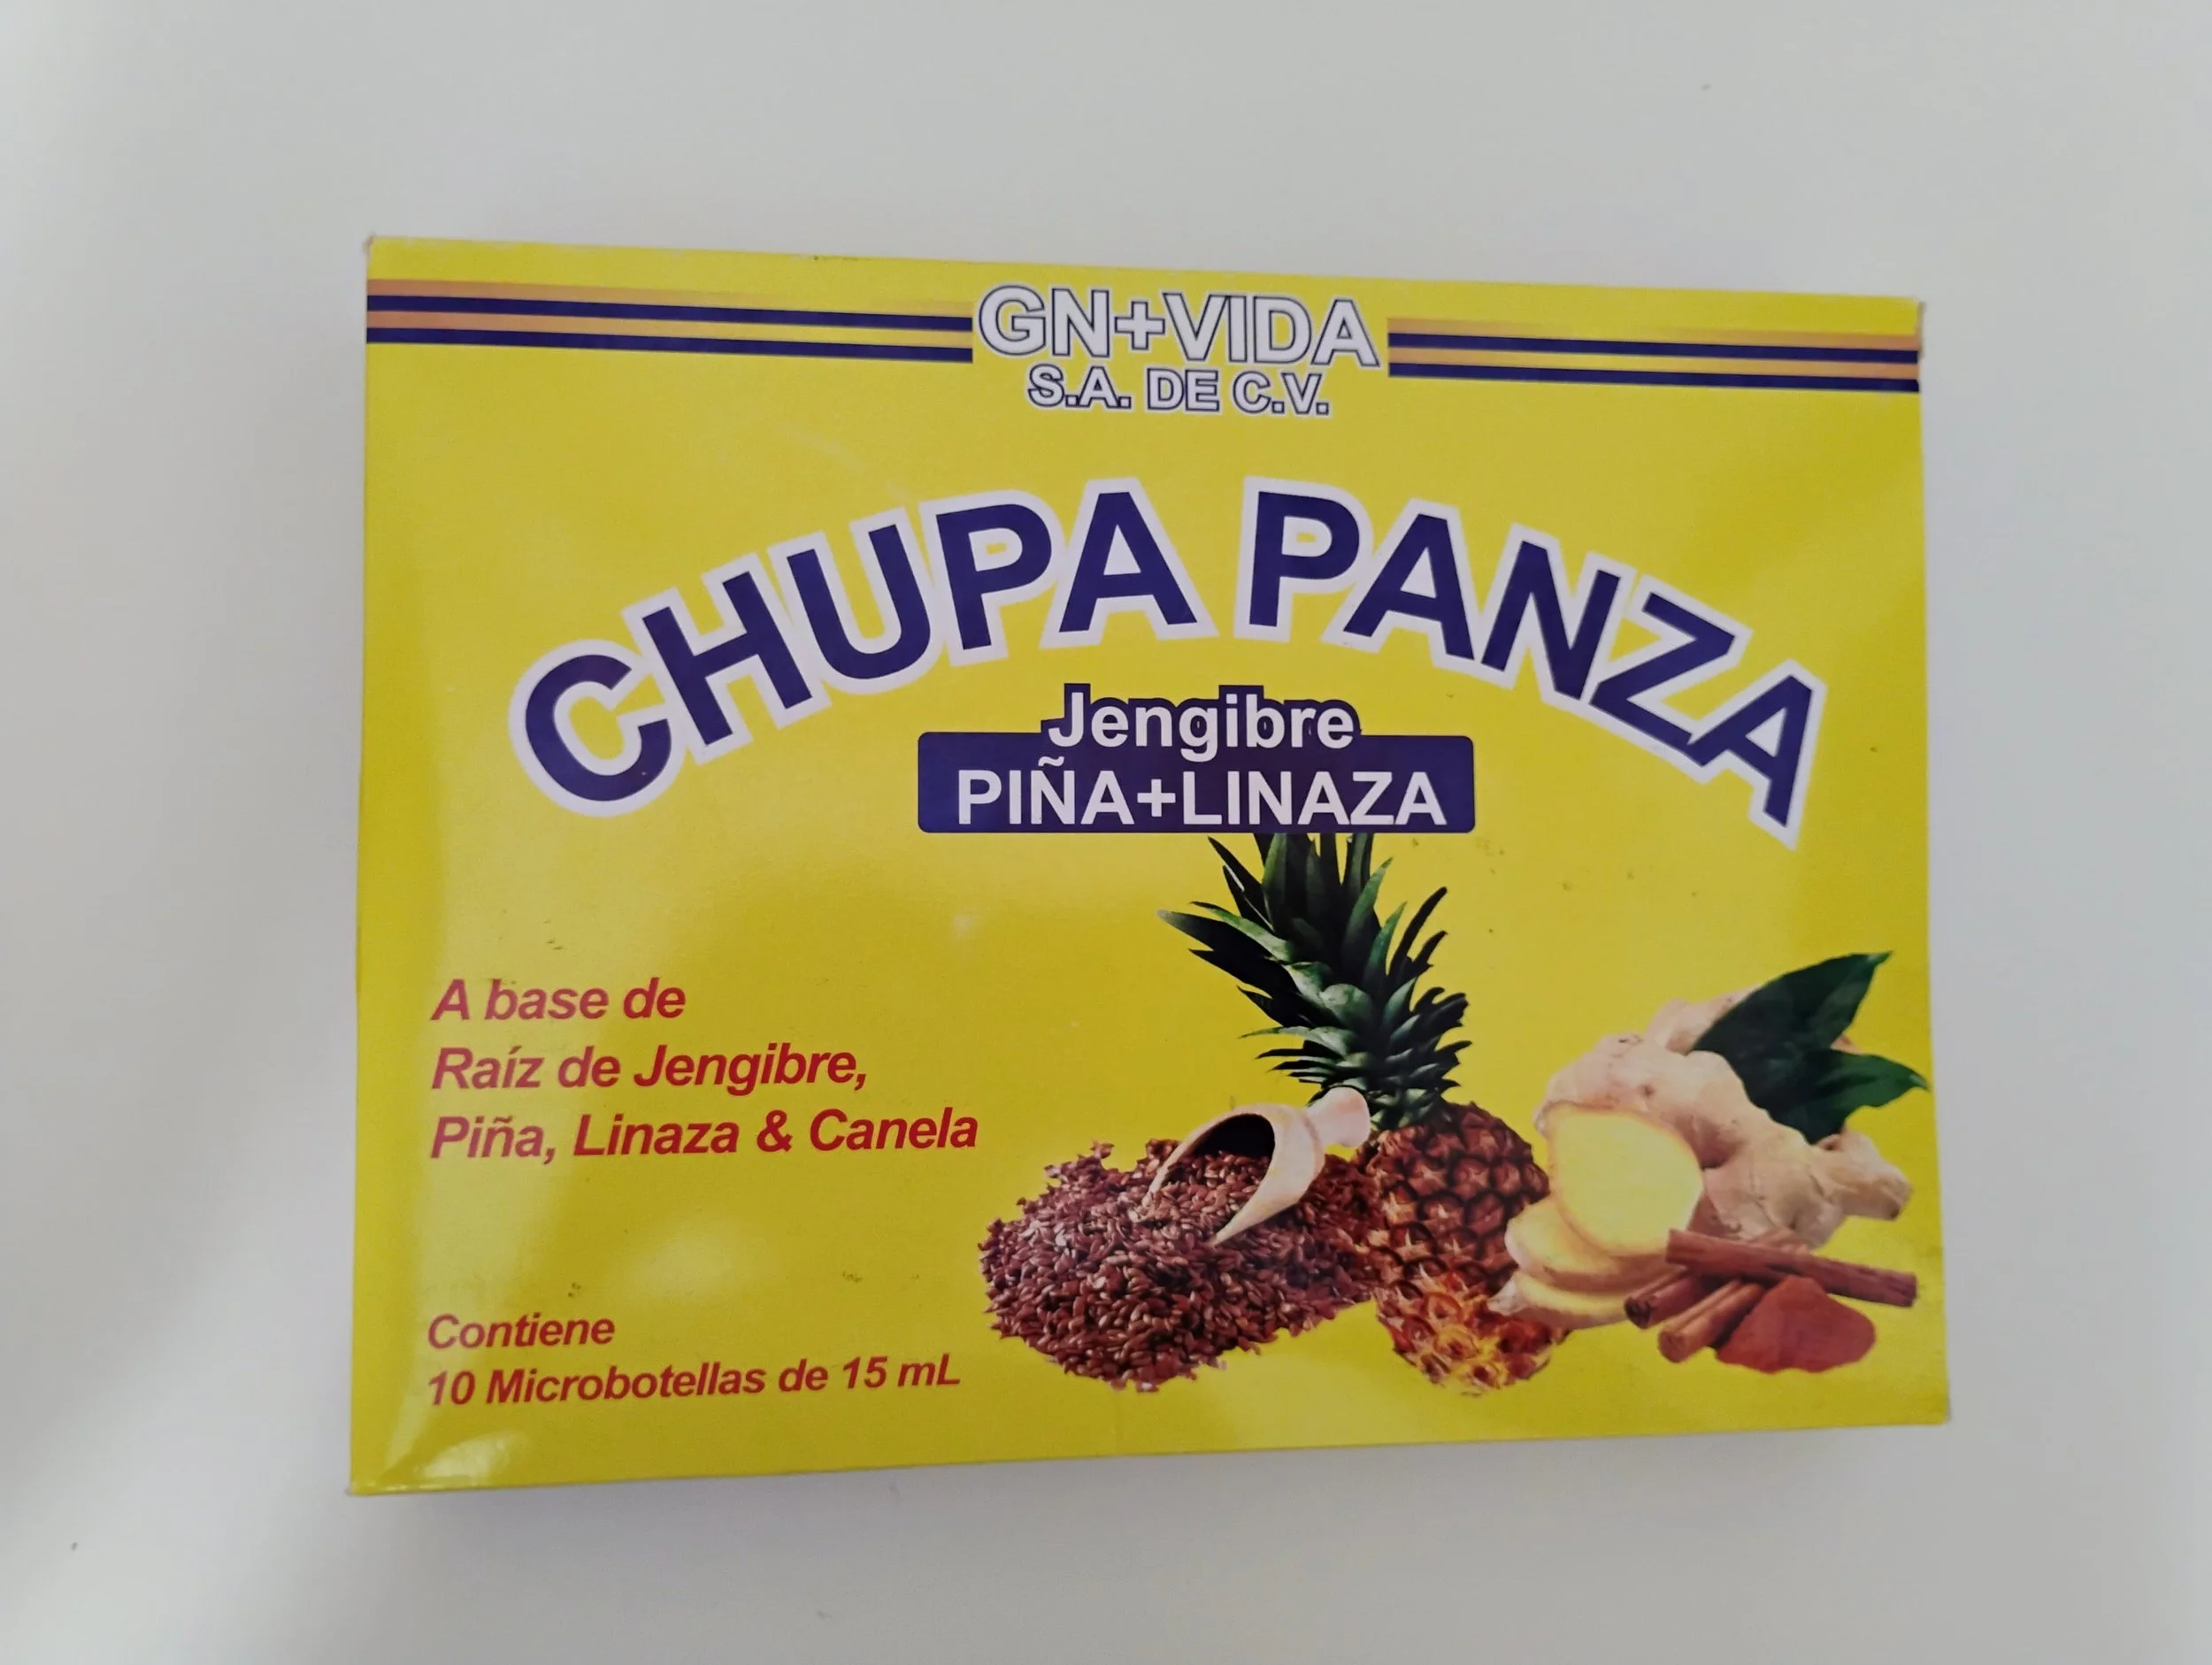 GN+VIDA
S.A. DE C.V.
CHUPA PANZA
Jengibre
PIÑA+LINAZA
A base de
Raíz de Jengibre,
Piña, Linaza & Canela
Contiene
10 Microbotellas de 15 mL